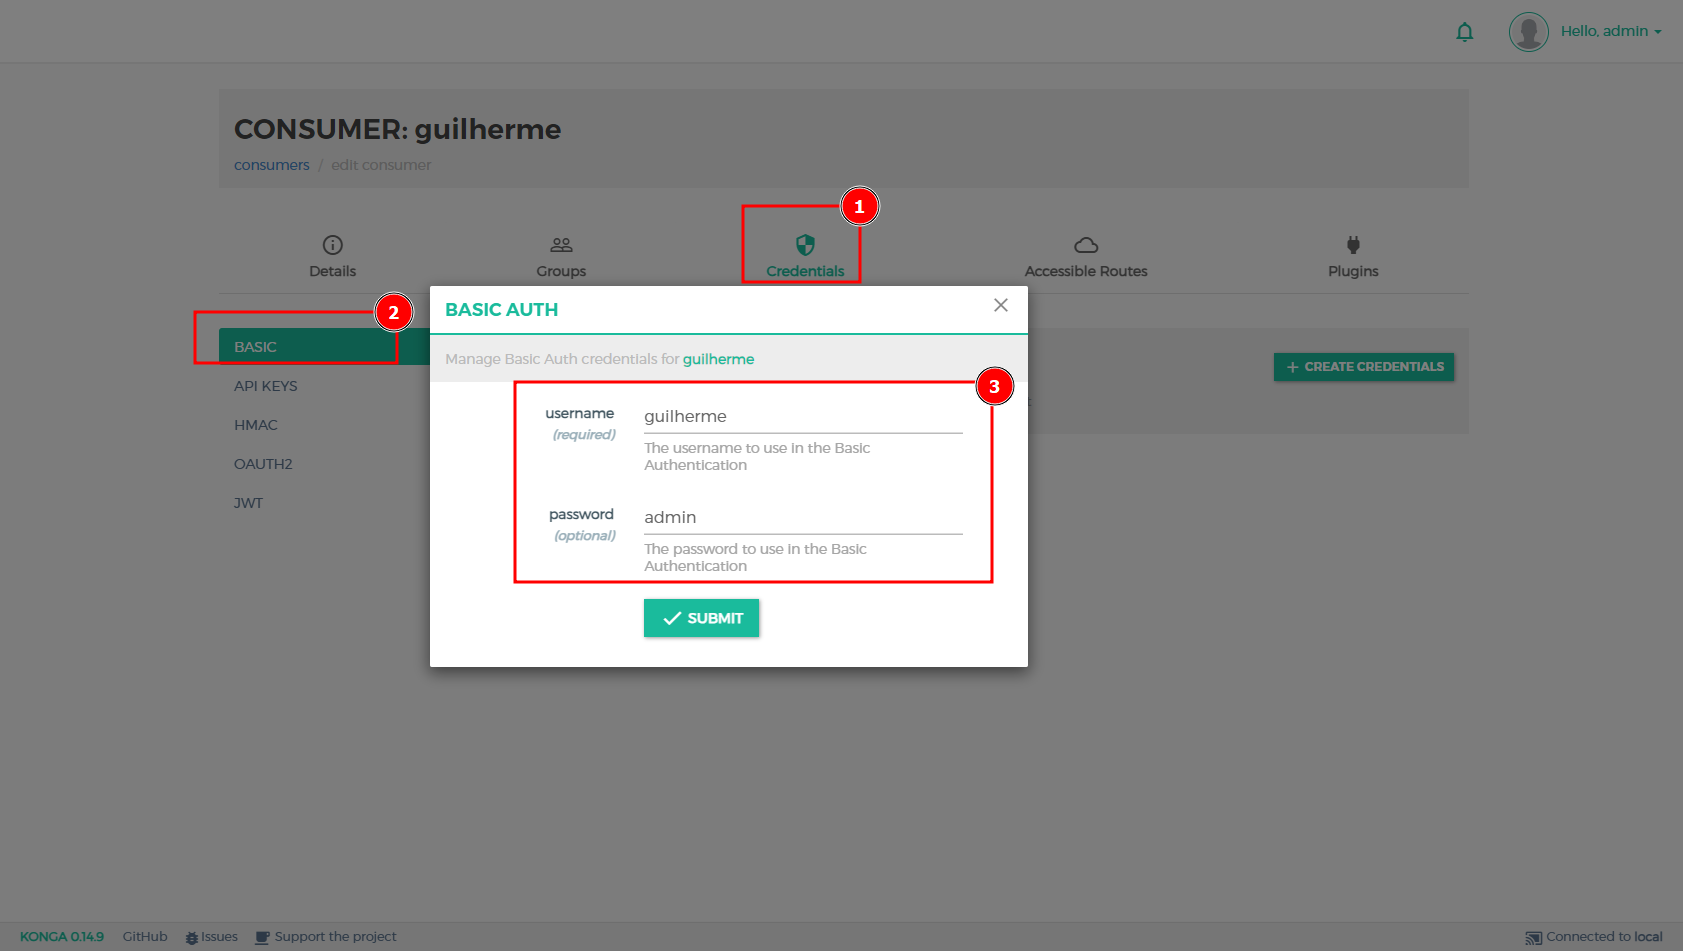 Hello, admin
CONSUMER: guilherme
consumers / edit consumer
1
Details
Groups
Credentials
Accessible Routes
Plugins
2
BASIC
API KEYS
HMAC
OAUTH2
JWT
CREATE CREDENTIALS
BASIC AUTH
Manage Basic Auth credentials for guilherme
3
username
(required)
guilherme
The username to use in the Basic
Authentication
password
(optional)
admin
The password to use in the Basic
Authentication
SUBMIT
KONGA 0.14.9
GitHub
Issues
Support the project
Connected to local